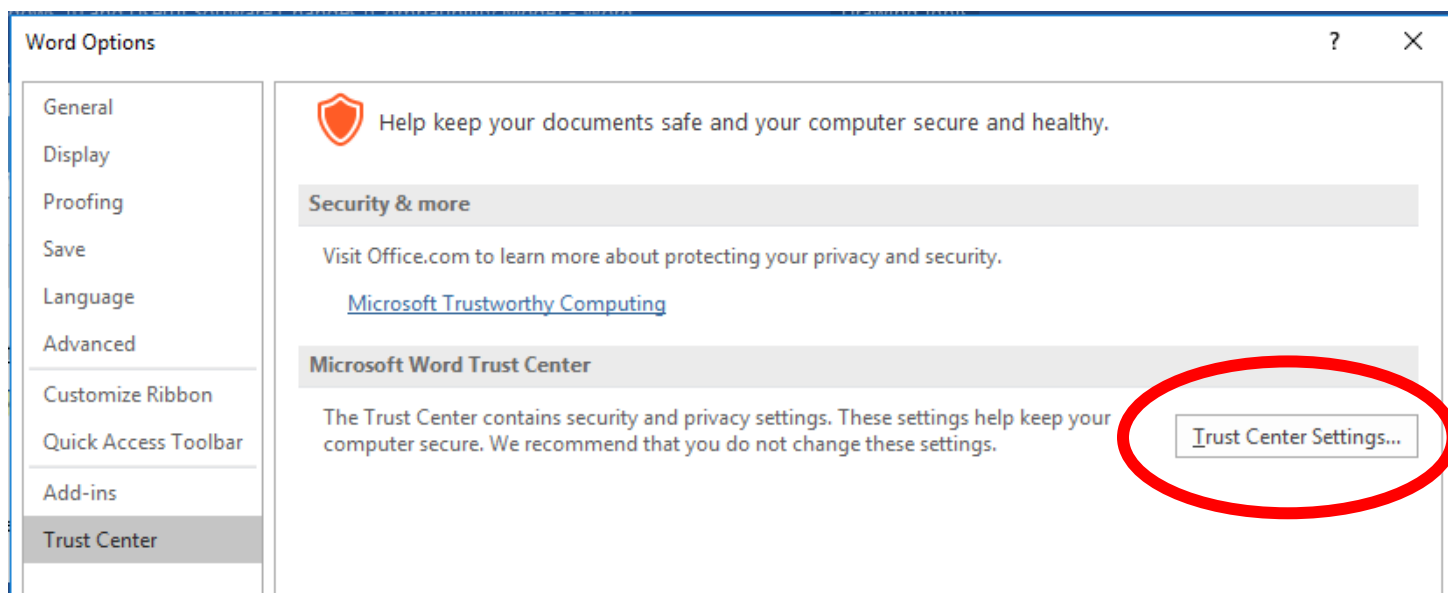 Word Options
?
General
Display
Proofing
Save
Language
Advanced
Customize Ribbon
Quick Access Toolbar
Add-ins
Trust Center
Help keep your documents safe and your computer secure and healthy.
Security & more
Visit Office.com to learn more about protecting your privacy and security.
Microsoft Trustworthy Computing
Microsoft Word Trust Center
The Trust Center contains security and privacy settings. These settings help keep your
computer secure. We recommend that you do not change these settings.
Trust Center Settings...